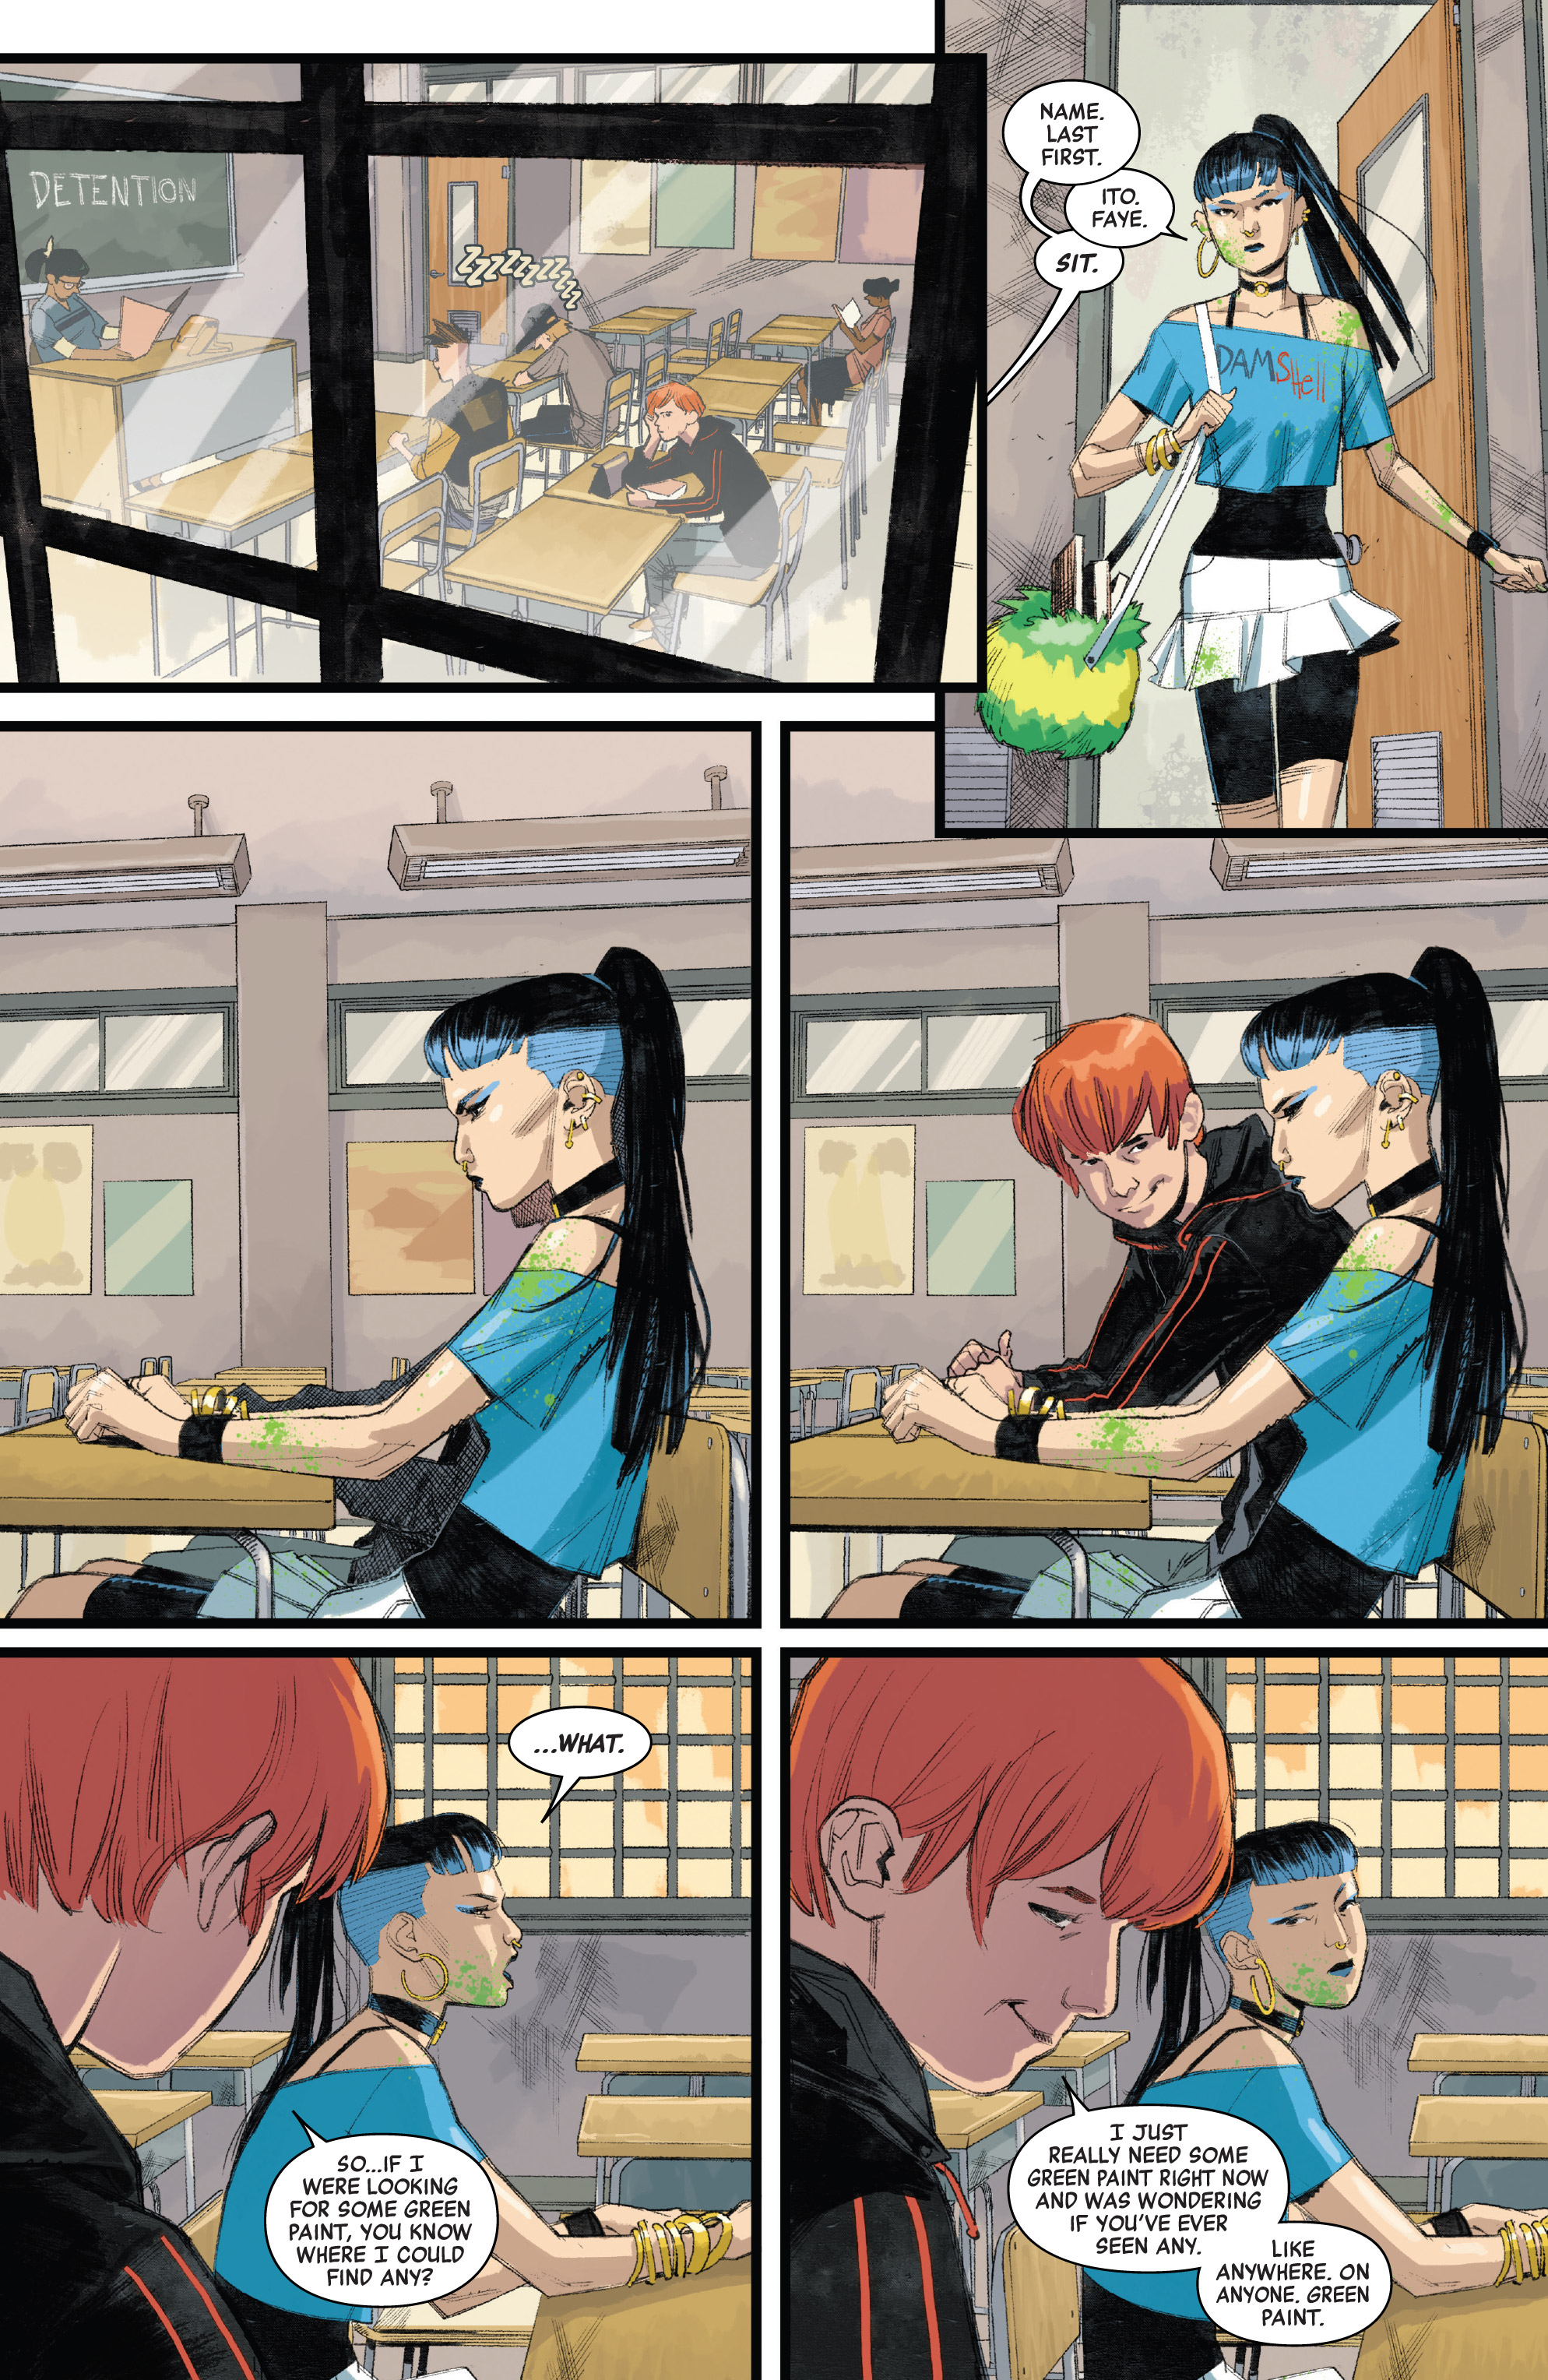 DETENTION
ZZZZZZZZZZ
NAME.
LAST
FIRST.
ITO.
FAYE.
SIT.
DAMSHell
...WHAT.
SO...IF I
WERE LOOKING
FOR SOME GREEN
PAINT, YOU KNOW
WHERE I COULD
FIND ANY?
I JUST
REALLY NEED SOME
GREEN PAINT RIGHT NOW
AND WAS WONDERING
IF YOU'VE EVER
SEEN ANY.
LIKE
ANYWHERE. ON
ANYONE. GREEN
PAINT.